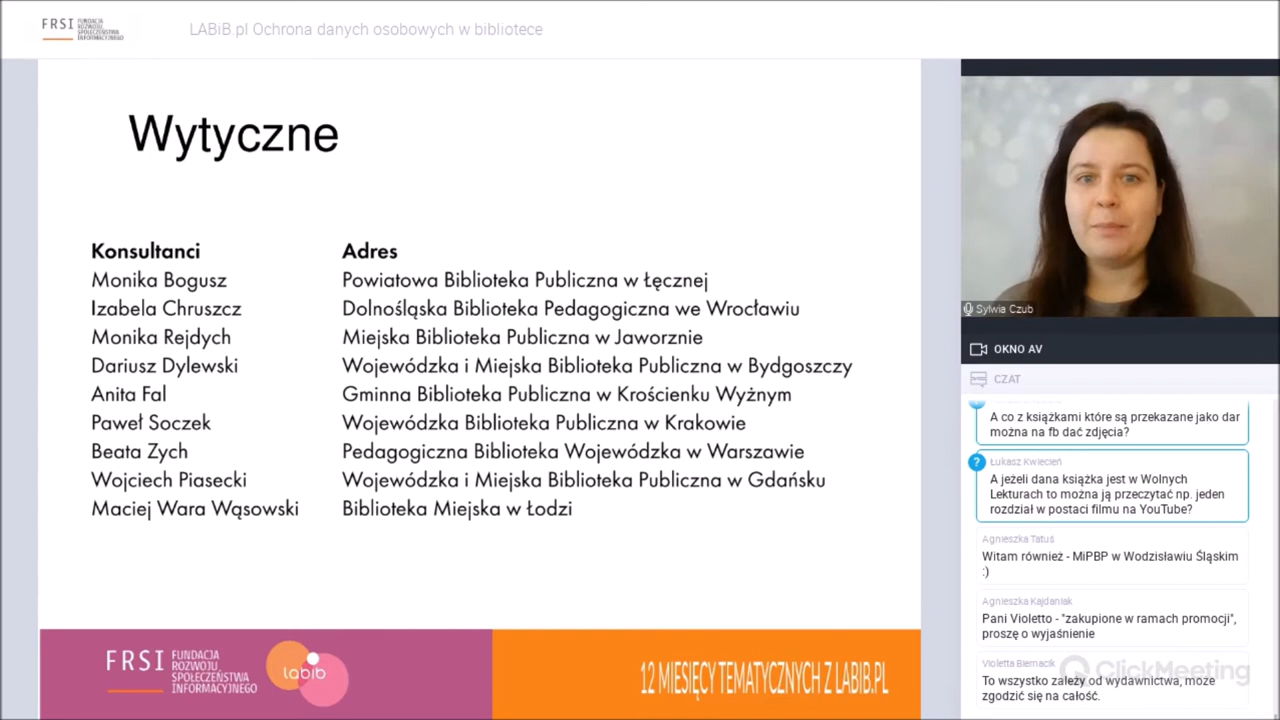 FRSI FUNDACJA
ROZWOJU
SPOŁECZEŃSTWA
INFORMACYJNEGO
LABiB.pl Ochrona danych osobowych w bibliotece
Wytyczne
Konsultanci Adres
Monika Bogusz Powiatowa Biblioteka Publiczna w Łęcznej
Izabela Chruszcz Dolnośląska Biblioteka Pedagogiczna we Wrocławiu
Monika Rejdych Miejska Biblioteka Publiczna w Jaworznie
Dariusz Dylewski Wojewódzka i Miejska Biblioteka Publiczna w Bydgoszczy
Anita Fal Gminna Biblioteka Publiczna w Krościenku Wyżnym
Paweł Soczek Wojewódzka Biblioteka Publiczna w Krakowie
Beata Zych Pedagogiczna Biblioteka Wojewódzka w Warszawie
Wojciech Piasecki Wojewódzka i Miejska Biblioteka Publiczna w Gdańsku
Maciej Wara Wąsowski Biblioteka Miejska w Łodzi
FRSI FUNDACJA
ROZWOJU
SPOŁECZEŃSTWA
INFORMACYJNEGO
labib
12 MIESIĘCY TEMATYCZNYCH Z LABIB.PL
Sylwia Czub
OKNO AV
CZAT
A co z książkami które są przekazane jako dar
można na fb dać zdjęcia?
?
Łukasz Kwiecień
A jeżeli dana książka jest w Wolnych
Lekturach to można ją przeczytać np. jeden
rozdział w postaci filmu na YouTube?
Agnieszka Tatuś
Witam również - MiPBP w Wodzisławiu Śląskim
:)
Agnieszka Kajdaniak
Pani Violetto - "zakupione w ramach promocji",
proszę o wyjaśnienie
Violetta Biernacik
To wszystko zależy od wydawnictwa, może
zgodzić się na całość.
ClickMeeting